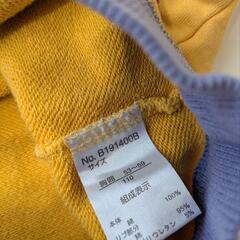 No. B191400B
サイズ
胸囲 53～59
110
組成表示
本体 綿 100%
リブ部分 綿 95%
ポリウレタン 5%